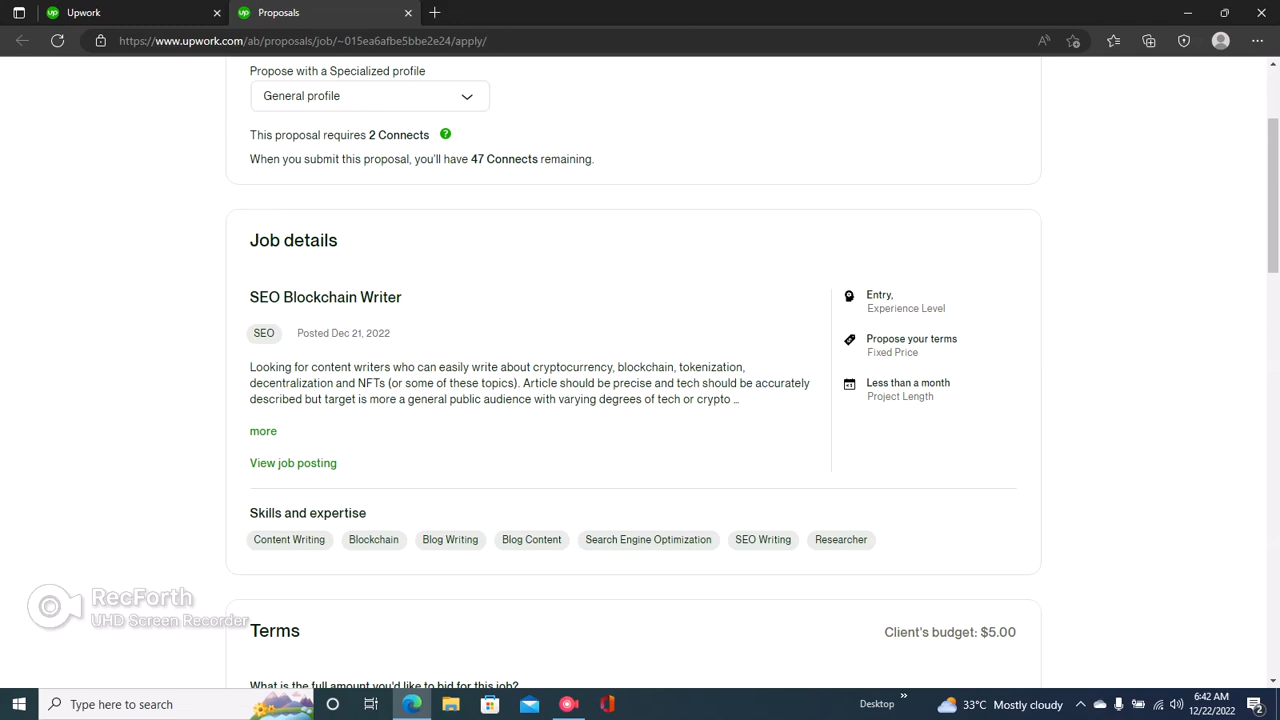 Upwork
Proposals
https://www.upwork.com/ab/proposals/job/~015ea6afbe5bbe2e24/apply/
Propose with a Specialized profile
General profile
This proposal requires 2 Connects
When you submit this proposal, you'll have 47 Connects remaining.
Job details
SEO Blockchain Writer
SEO Posted Dec 21, 2022
Looking for content writers who can easily write about cryptocurrency, blockchain, tokenization,
decentralization and NFTs (or some of these topics). Article should be precise and tech should be accurately
described but target is more a general public audience with varying degrees of tech or crypto ...
more
View job posting
Entry,
Experience Level
Propose your terms
Fixed Price
Less than a month
Project Length
Skills and expertise
Content Writing Blockchain Blog Writing Blog Content Search Engine Optimization SEO Writing Researcher
RecForth
UHD Screen Recorder
Terms
Client's budget: $5.00
What is the full amount you'd like to bid for this job?
Type here to search
Desktop
33°C Mostly cloudy
6:42 AM
12/22/2022